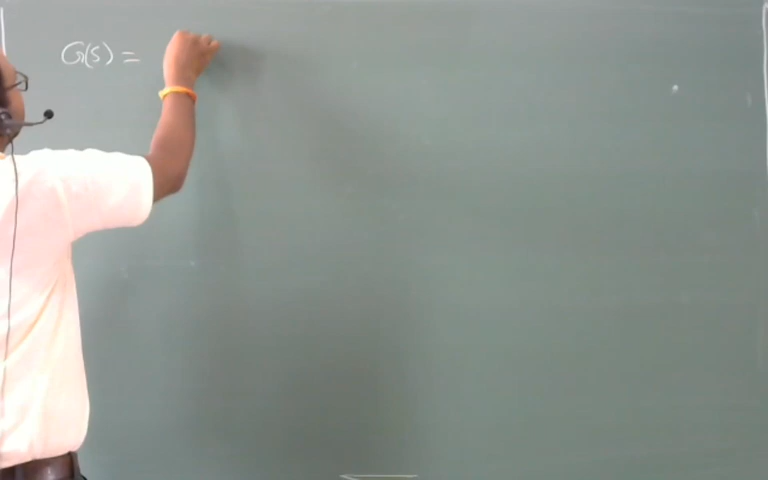 G(s) =